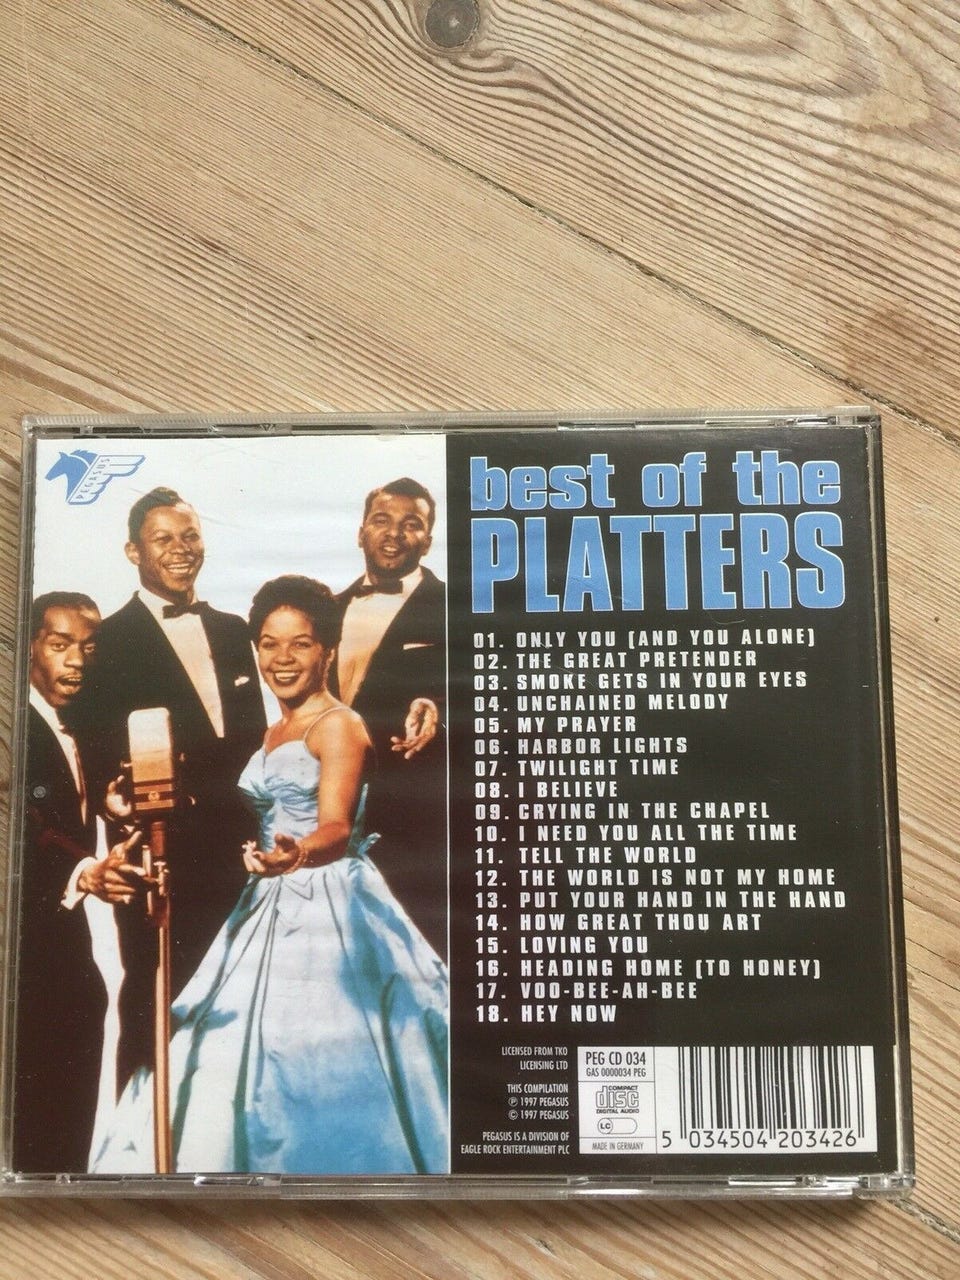 PEGASUS
best of the
PLATTERS
01. ONLY YOU (AND YOU ALONE)
02. THE GREAT PRETENDER
03. SMOKE GETS IN YOUR EYES
04. UNCHAINED MELODY
05. MY PRAYER
06. HARBOR LIGHTS
07. TWILIGHT TIME
08. I BELIEVE
09. CRYING IN THE CHAPEL
10. I NEED YOU ALL THE TIME
11. TELL THE WORLD
12. THE WORLD IS NOT MY HOME
13. PUT YOUR HAND IN THE HAND
14. HOW GREAT THOU ART
15. LOVING YOU
16. HEADING HOME (TO HONEY)
17. VOO-BEE-AH-BEE
18. HEY NOW
LICENSED FROM TKO
LICENSING LTD
THIS COMPILATION
℗ 1997 PEGASUS
© 1997 PEGASUS
PEGASUS IS A DIVISION OF
EAGLE ROCK ENTERTAINMENT PLC
PEG CD 034
GAS 0000034 PEG
COMPACT
disc
DIGITAL AUDIO
LC
MADE IN GERMANY
5 034504 203426